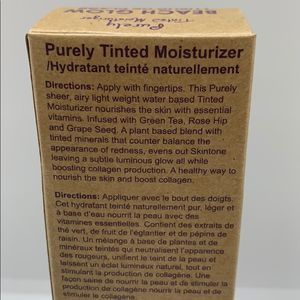 BEACH GLOW
Tinted Moisturizer
Purely
Purely Tinted Moisturizer
/Hydratant teinté naturellement
Directions: Apply with fingertips. This Purely
sheer, airy light weight water based Tinted
Moisturizer nourishes the skin with essential
vitamins. Infused with Green Tea, Rose Hip
and Grape Seed. A plant based blend with
tinted minerals that counter balance the
appearance of redness, evens out Skintone
leaving a subtle luminous glow all while
boosting collagen production. A healthy way to
nourish the skin and boost collagen.
Directions: Appliquer avec le bout des doigts.
Cet hydratant teinté naturellement pur, léger et
à base d'eau nourrit la peau avec des
vitamines essentielles. Contient des extraits de
thé vert, de fruit de l'églantier et de pépins de
raisin. Un mélange à base de plantes et de
minéraux teintés qui neutralisent l'apparence
des rougeurs, unifient le teint de la peau et
laissent un éclat lumineux naturel, tout en
stimulant la production de collagène. Une
façon saine de nourrir la peau et de stimuler la
production de collagène nourrir la peau et de
stimuler le collagène.